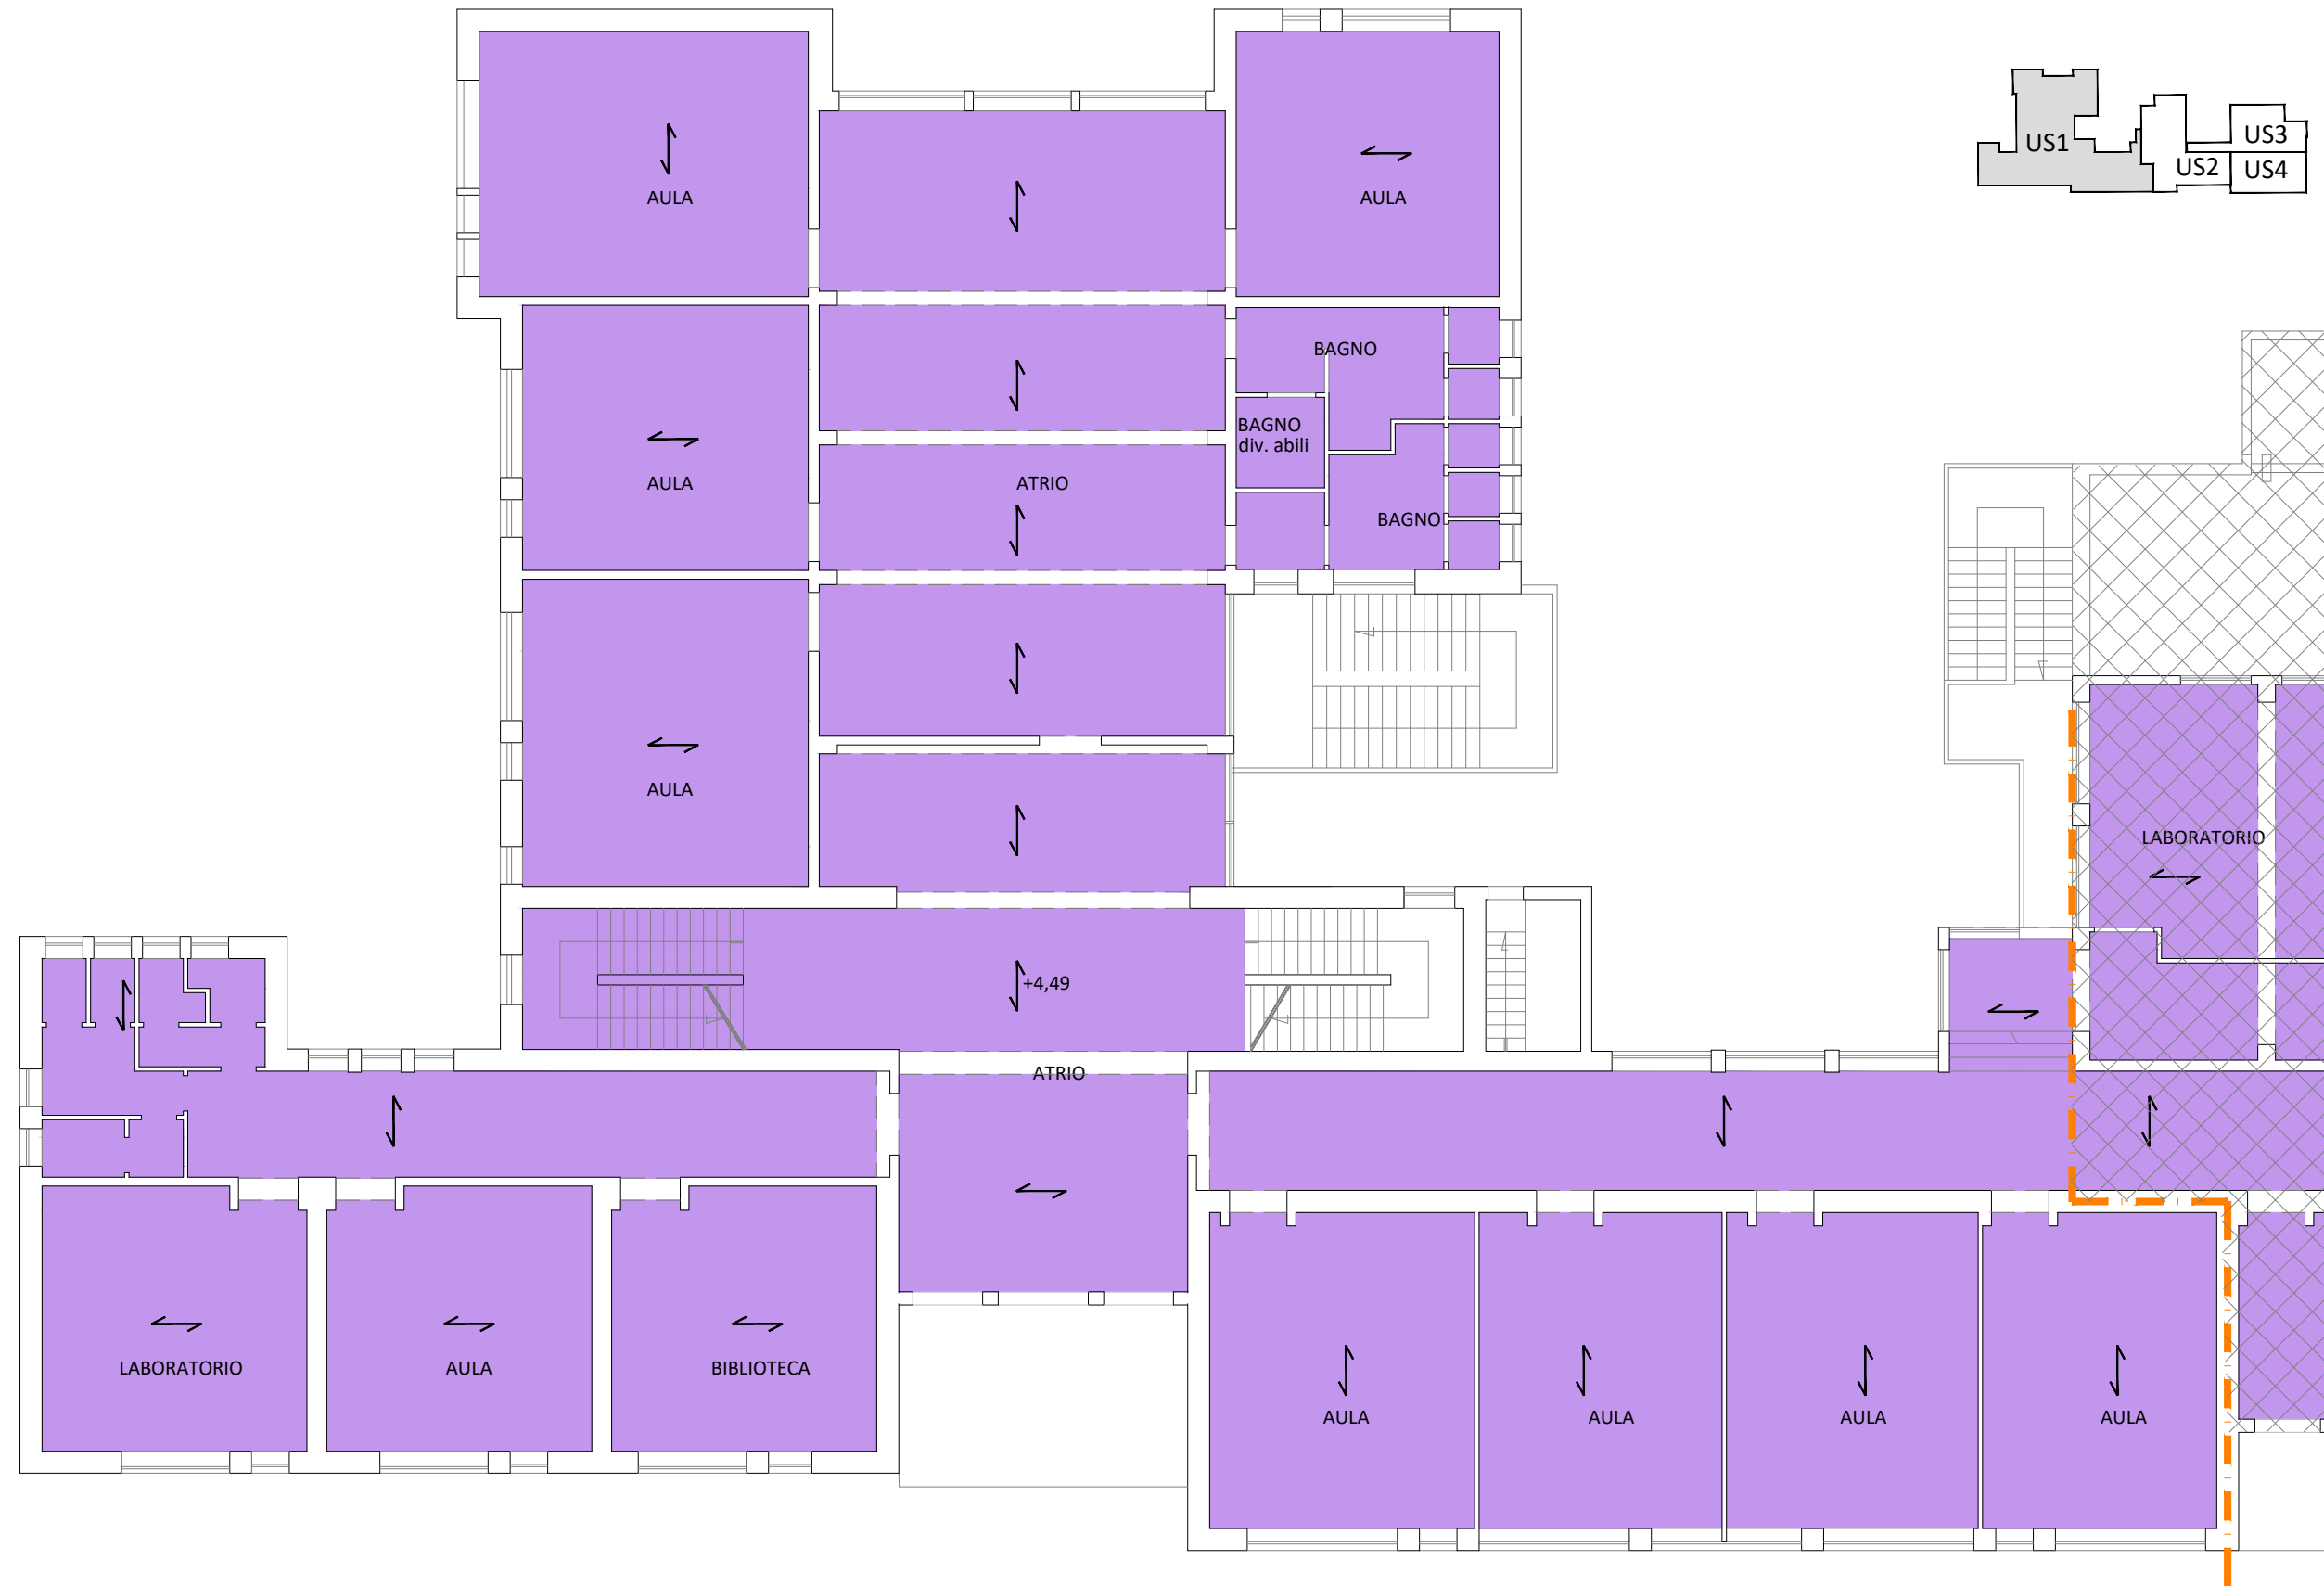 US1
US2
US3
US4
AULA
AULA
BAGNO
BAGNO
div. abili
AULA
ATRIO
BAGNO
AULA
LABORATORIO
+4,49
ATRIO
LABORATORIO
AULA
BIBLIOTECA
AULA
AULA
AULA
AULA